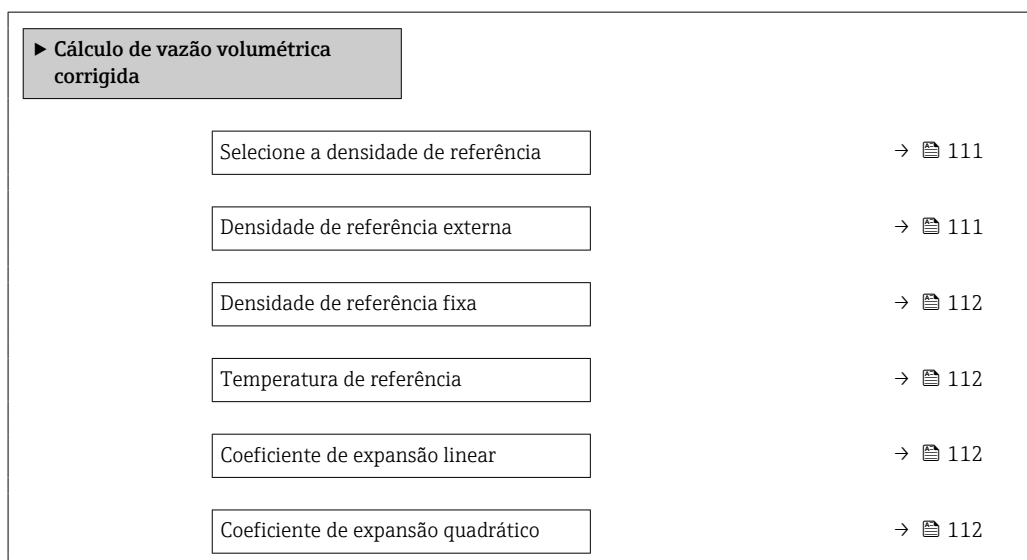 ▶ Cálculo de vazão volumétrica
corrigida
Selecione a densidade de referência → 111
Densidade de referência externa → 111
Densidade de referência fixa → 112
Temperatura de referência → 112
Coeficiente de expansão linear → 112
Coeficiente de expansão quadrático → 112